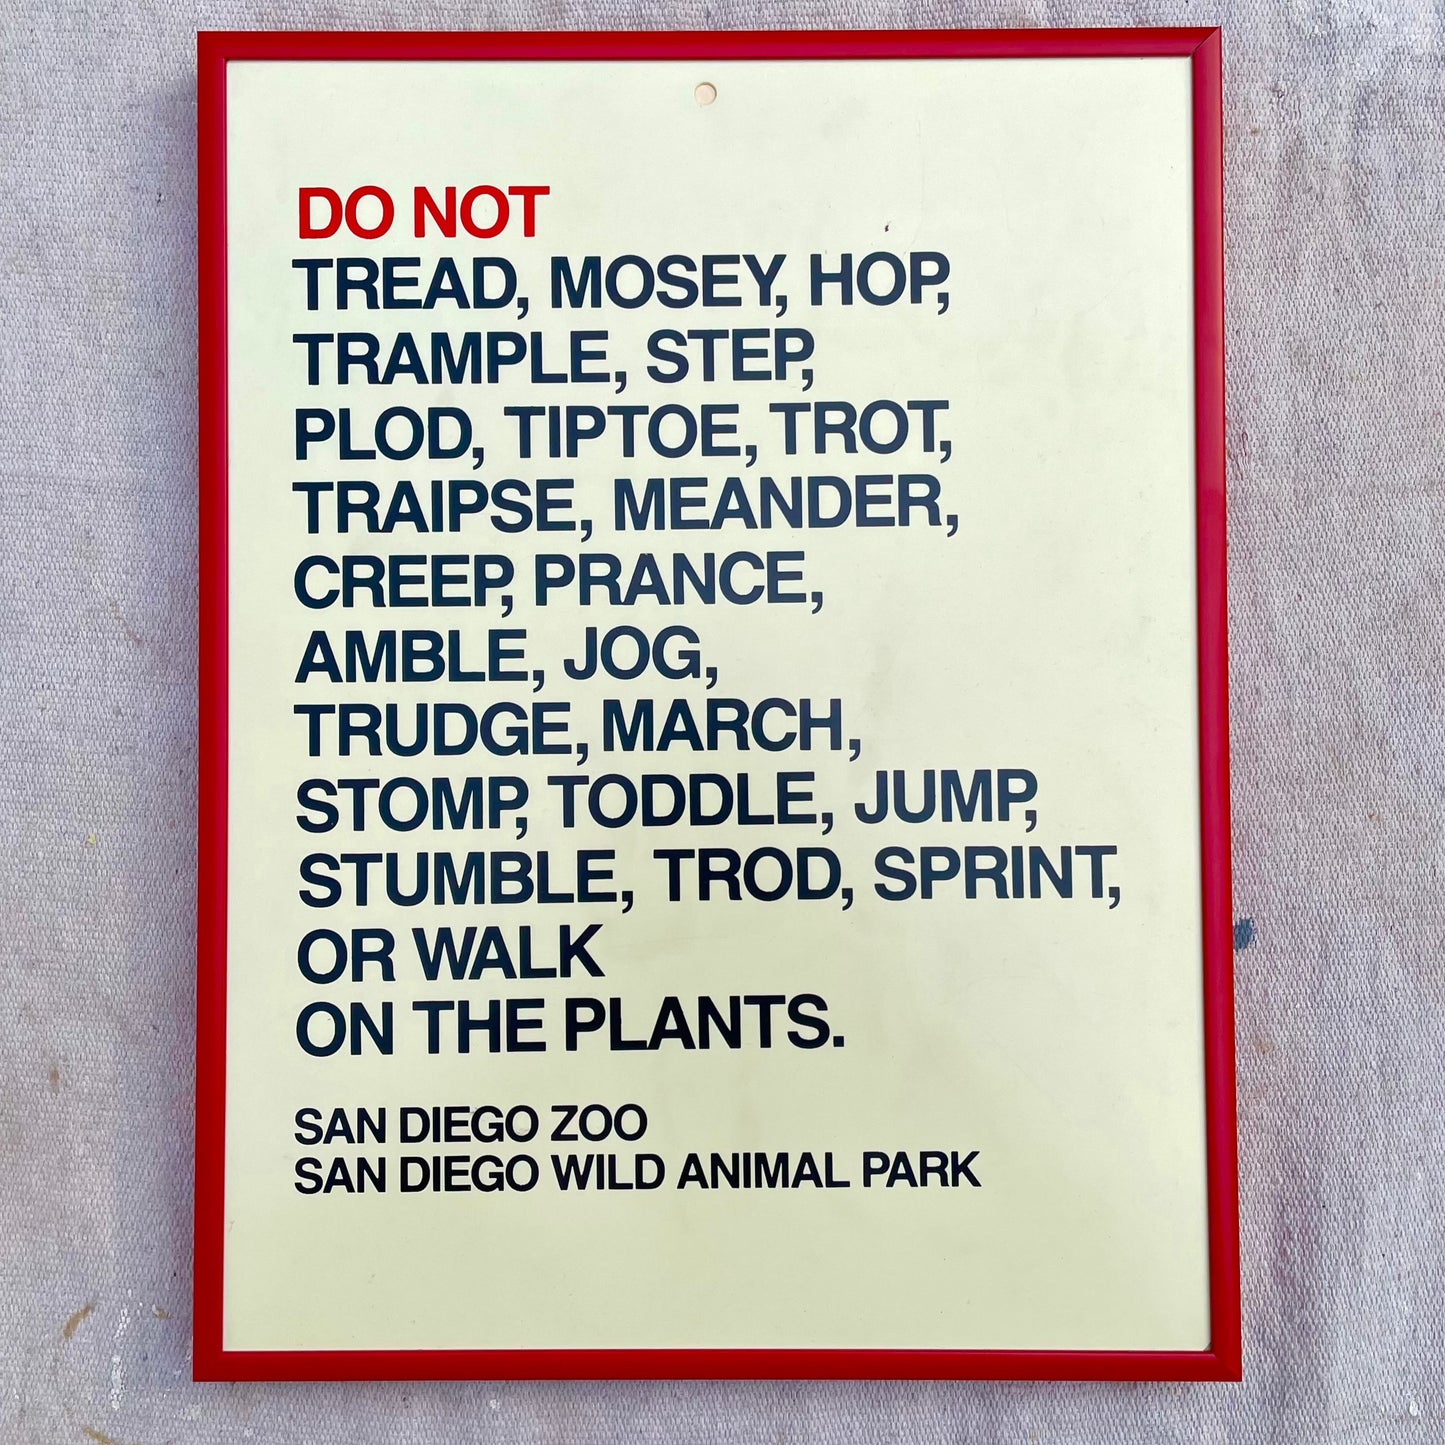 DO NOT
TREAD, MOSEY, HOP,
TRAMPLE, STEP,
PLOD, TIPTOE, TROT,
TRAIPSE, MEANDER,
CREEP, PRANCE,
AMBLE, JOG,
TRUDGE, MARCH,
STOMP, TODDLE, JUMP,
STUMBLE, TROD, SPRINT,
OR WALK
ON THE PLANTS.
SAN DIEGO ZOO
SAN DIEGO WILD ANIMAL PARK